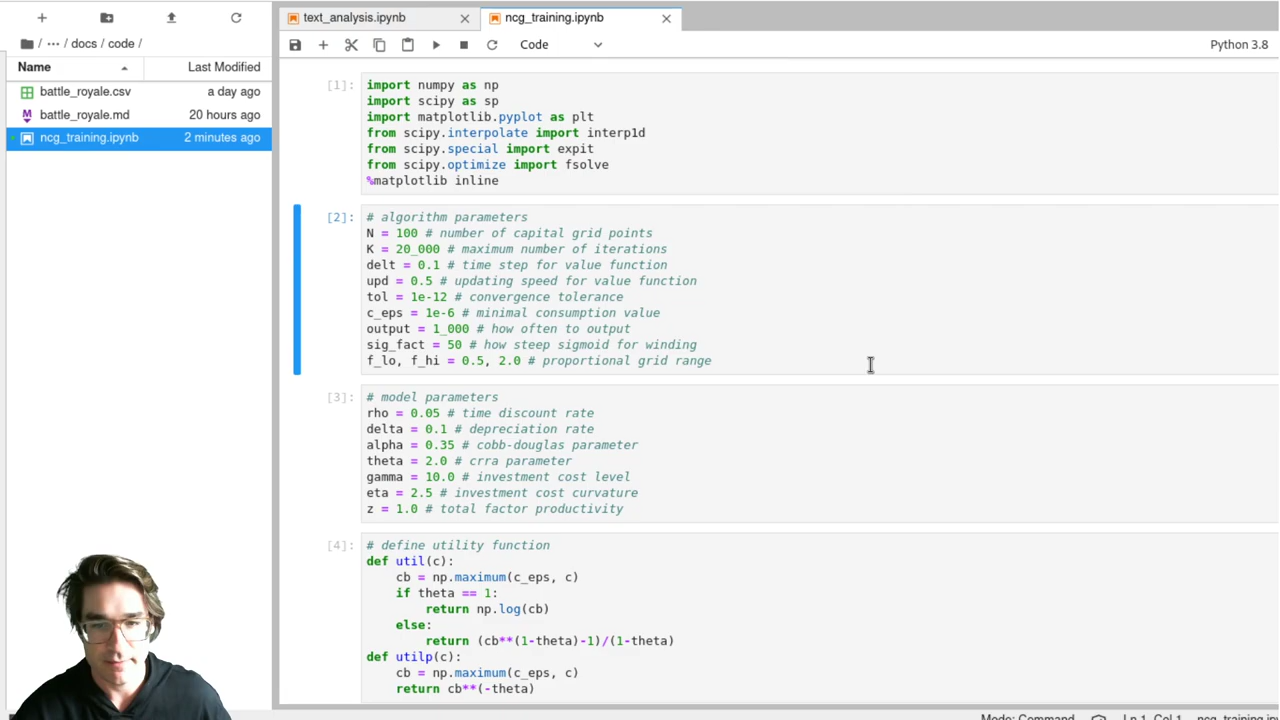 text_analysis.ipynb
ncg_training.ipynb
Code
Python 3.8
/ ··· / docs / code /
Name
Last Modified
battle_royale.csv a day ago
battle_royale.md 20 hours ago
ncg_training.ipynb 2 minutes ago
[1]:
import numpy as np
import scipy as sp
import matplotlib.pyplot as plt
from scipy.interpolate import interp1d
from scipy.special import expit
from scipy.optimize import fsolve
%matplotlib inline
[2]:
# algorithm parameters
N = 100 # number of capital grid points
K = 20_000 # maximum number of iterations
delt = 0.1 # time step for value function
upd = 0.5 # updating speed for value function
tol = 1e-12 # convergence tolerance
c_eps = 1e-6 # minimal consumption value
output = 1_000 # how often to output
sig_fact = 50 # how steep sigmoid for winding
f_lo, f_hi = 0.5, 2.0 # proportional grid range
[3]:
# model parameters
rho = 0.05 # time discount rate
delta = 0.1 # depreciation rate
alpha = 0.35 # cobb-douglas parameter
theta = 2.0 # crra parameter
gamma = 10.0 # investment cost level
eta = 2.5 # investment cost curvature
z = 1.0 # total factor productivity
[4]:
# define utility function
def util(c):
    cb = np.maximum(c_eps, c)
    if theta == 1:
        return np.log(cb)
    else:
        return (cb**(1-theta)-1)/(1-theta)
def utilp(c):
    cb = np.maximum(c_eps, c)
    return cb**(-theta)
Mode: Command
Ln 1, Col 1
ncg_training.ip